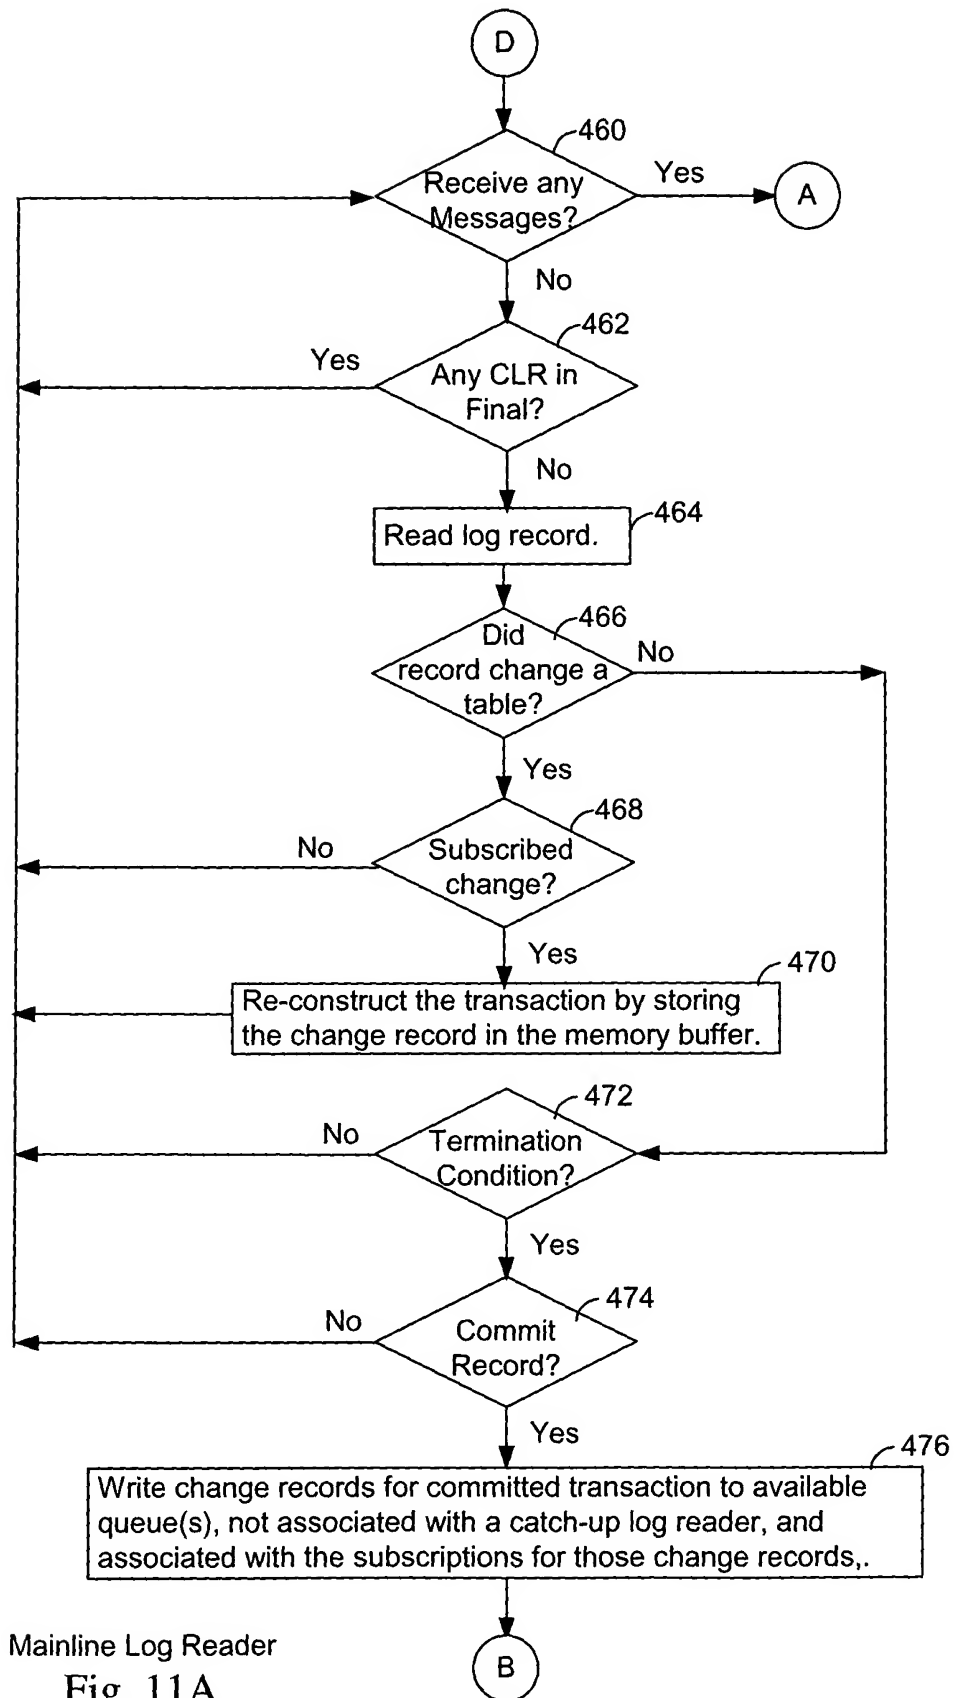 D
460
Receive any
Messages?
Yes
A
No
462
Yes
Any CLR in
Final?
No
464
Read log record.
466
Did
record change a
table?
No
Yes
468
No
Subscribed
change?
Yes
470
Re-construct the transaction by storing
the change record in the memory buffer.
472
No
Termination
Condition?
Yes
474
No
Commit
Record?
Yes
476
Write change records for committed transaction to available
queue(s), not associated with a catch-up log reader, and
associated with the subscriptions for those change records,.
Mainline Log Reader
B
Fig. 11A